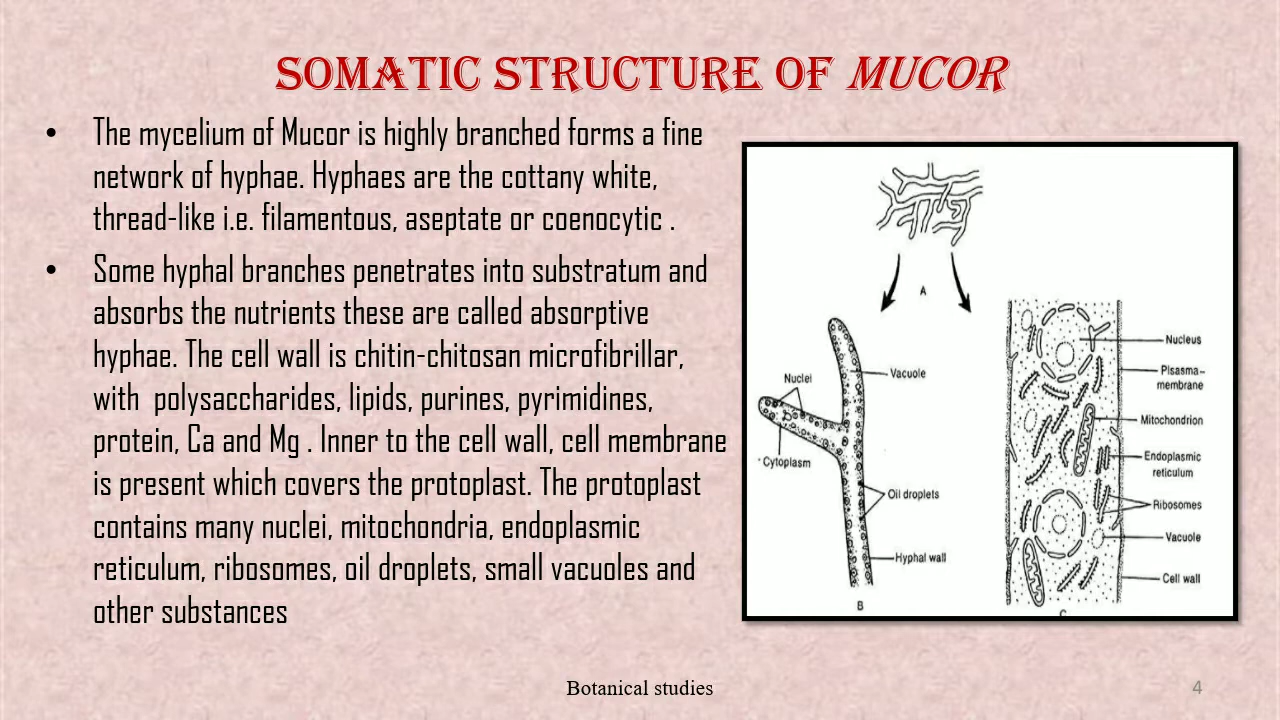 SOMATIC STRUCTURE OF MUCOR
• The mycelium of Mucor is highly branched forms a fine
network of hyphae. Hyphaes are the cottany white,
thread-like i.e. filamentous, aseptate or coenocytic .
• Some hyphal branches penetrates into substratum and
absorbs the nutrients these are called absorptive
hyphae. The cell wall is chitin-chitosan microfibrillar,
with polysaccharides, lipids, purines, pyrimidines,
protein, Ca and Mg . Inner to the cell wall, cell membrane
is present which covers the protoplast. The protoplast
contains many nuclei, mitochondria, endoplasmic
reticulum, ribosomes, oil droplets, small vacuoles and
other substances
A
Nuclei
Vacuole
Cytoplasm
Oil droplets
Hyphal wall
B
Nucleus
Plsasma-
membrane
Mitochondrion
Endoplasmic
reticulum
Ribosomes
Vacuole
Cell wall
C
Botanical studies
4